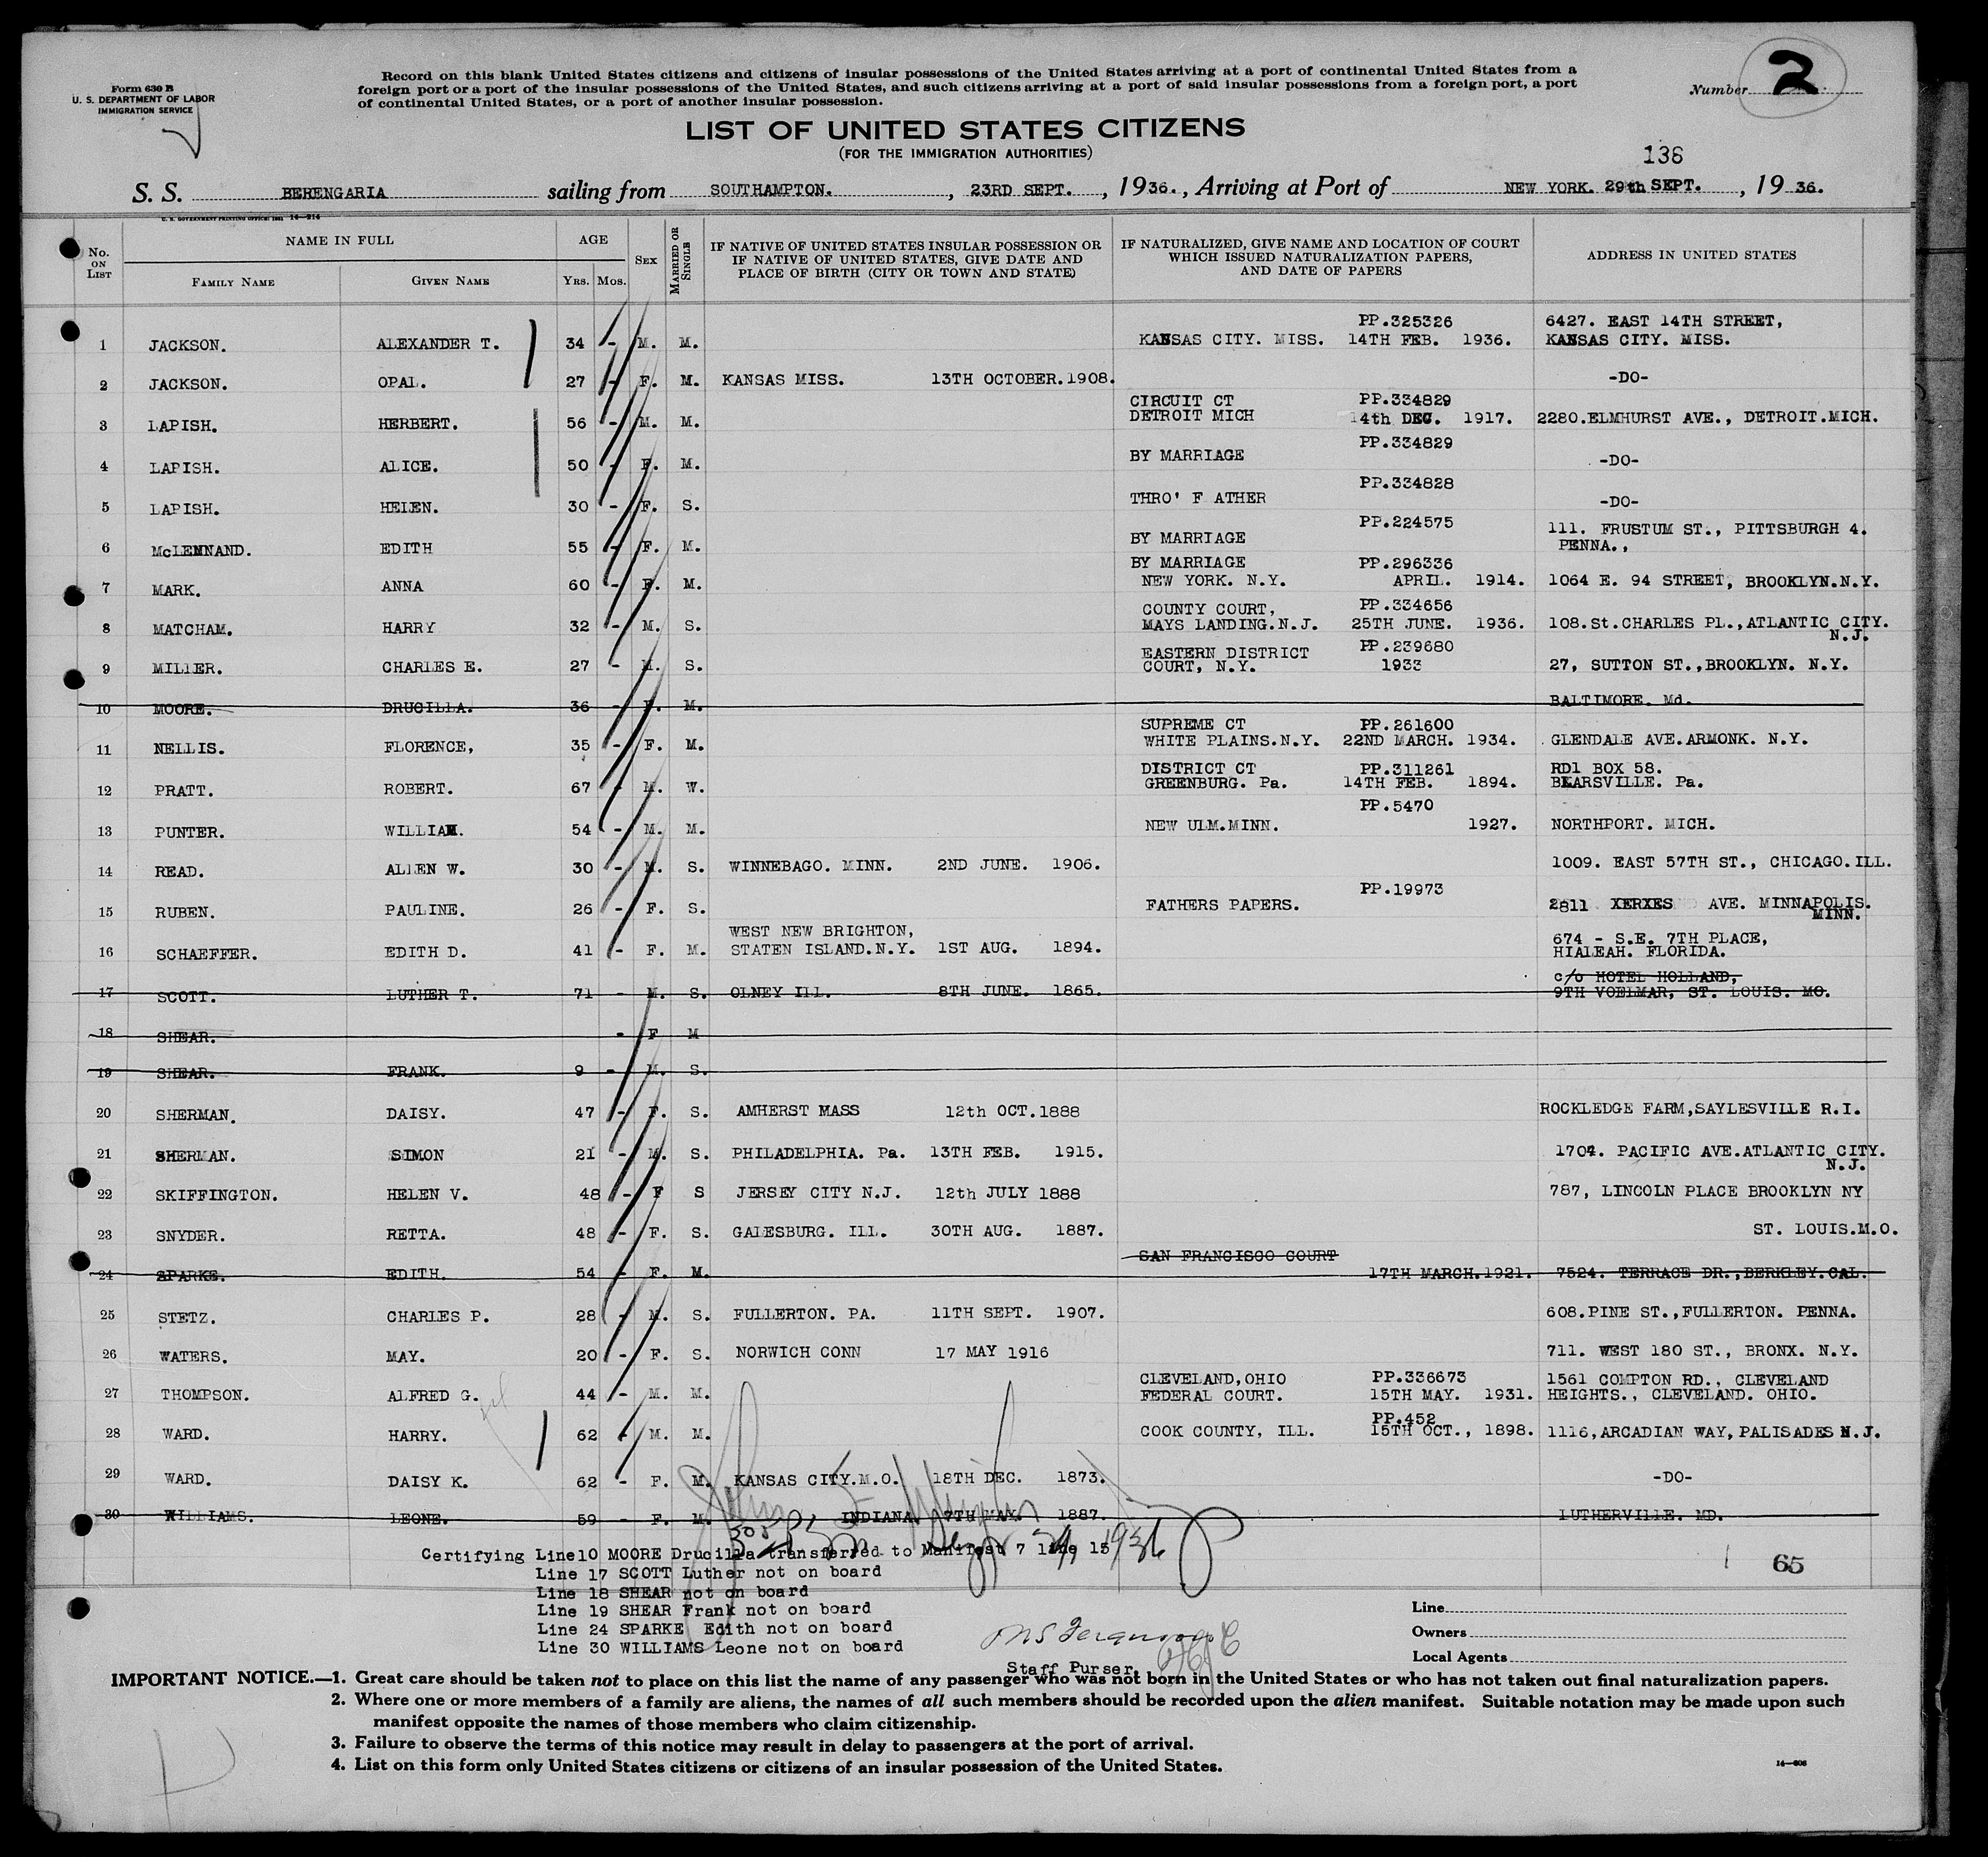 Form 630 B
U. S. DEPARTMENT OF LABOR
IMMIGRATION SERVICE
Record on this blank United States citizens and citizens of insular possessions of the United States arriving at a port of continental United States from a
foreign port or a port of the insular possessions of the United States, and such citizens arriving at a port of said insular possessions from a foreign port, a port
of continental United States, or a port of another insular possession.
Number 2
LIST OF UNITED STATES CITIZENS
(FOR THE IMMIGRATION AUTHORITIES)
136
S. S. BERENGARIA sailing from SOUTHAMPTON. , 23RD SEPT. , 1936. , Arriving at Port of NEW YORK. 29th SEPT. , 19 36.
No. ON LIST NAME IN FULL FAMILY NAME GIVEN NAME AGE YRS. MOS. SEX MARRIED OR SINGLE IF NATIVE OF UNITED STATES INSULAR POSSESSION OR IF NATIVE OF UNITED STATES, GIVE DATE AND PLACE OF BIRTH (CITY OR TOWN AND STATE) IF NATURALIZED, GIVE NAME AND LOCATION OF COURT WHICH ISSUED NATURALIZATION PAPERS, AND DATE OF PAPERS ADDRESS IN UNITED STATES
PP.325326 6427. EAST 14TH STREET,
1 JACKSON. ALEXANDER T. 34 - M. M. KANSAS CITY. MISS. 14TH FEB. 1936. KANSAS CITY. MISS.
2 JACKSON. OPAL. 27 - F. M. KANSAS MISS. 13TH OCTOBER.1908. -DO-
CIRCUIT CT PP.334829
3 LAPISH. HERBERT. 56 - M. M. DETROIT MICH 14th DEC. 1917. 2280.ELMHURST AVE., DETROIT.MICH.
PP.334829
4 LAPISH. ALICE. 50 - F. M. BY MARRIAGE -DO-
PP.334828
5 LAPISH. HELEN. 30 - F. S. THRO' F ATHER -DO-
PP.224575 111. FRUSTUM ST., PITTSBURGH 4.
6 McLENNAND. EDITH 55 - F. M. BY MARRIAGE PENNA.,
BY MARRIAGE PP.296336
7 MARK. ANNA 60 - F. M. NEW YORK. N.Y. APRIL. 1914. 1064 E. 94 STREET, BROOKLYN.N.Y.
COUNTY COURT, PP.334656
8 MATCHAM. HARRY 32 - M. S. MAYS LANDING.N.J. 25TH JUNE. 1936. 108.St.CHARLES Pl.,ATLANTIC CITY. N.J.
EASTERN DISTRICT PP.239680
9 MILLER. CHARLES E. 27 - M. S. COURT, N.Y. 1933 27, SUTTON ST.,BROOKLYN. N.Y.
10 MOORE. DRUCILLA. 36 - F. M. BALTIMORE. Md.
SUPREME CT PP.261600
11 NELLIS. FLORENCE, 35 - F. M. WHITE PLAINS.N.Y. 22ND MARCH. 1934. GLENDALE AVE.ARMONK. N.Y.
DISTRICT CT PP.311261 RD1 BOX 58.
12 PRATT. ROBERT. 67 - M. W. GREENBURG. Pa. 14TH FEB. 1894. BLARSVILLE. Pa.
PP.5470
13 PUNTER. WILLIAM. 54 - M. M. NEW ULM.MINN. 1927. NORTHPORT. MICH.
14 READ. ALLEN W. 30 - M. S. WINNEBAGO. MINN. 2ND JUNE. 1906. 1009. EAST 57TH ST., CHICAGO.ILL.
PP.19973
15 RUBEN. PAULINE. 26 - F. S. FATHERS PAPERS. 2811 XERXES AVE. MINNAPOLIS. MINN.
WEST NEW BRIGHTON, 674 - S.E. 7TH PLACE,
16 SCHAEFFER. EDITH D. 41 - F. M. STATEN ISLAND.N.Y. 1ST AUG. 1894. HIALEAH. FLORIDA.
c/o HOTEL HOLLAND,
17 SCOTT. LUTHER T. 71 - M. S. OLNEY ILL. 8TH JUNE. 1865. 9TH VOELMAR, ST. LOUIS. MO.
18 SHEAR. - F M
19 SHEAR. FRANK. 9 - M. S.
20 SHERMAN. DAISY. 47 - F. S. AMHERST MASS 12th OCT.1888 ROCKLEDGE FARM,SAYLESVILLE R.I.
21 SHERMAN. SIMON 21 - M. S. PHILADELPHIA. Pa. 13TH FEB. 1915. 1704. PACIFIC AVE.ATLANTIC CITY. N.J.
22 SKIFFINGTON. HELEN V. 48 - F S JERSEY CITY N.J. 12th JULY 1888 787, LINCOLN PLACE BROOKLYN NY
23 SNYDER. RETTA. 48 - F. S. GALESBURG. ILL. 30TH AUG. 1887. ST. LOUIS.M.O.
SAN FRANCISCO COURT
24 SPARKE. EDITH. 54 - F. M. 17TH MARCH.1921. 7524. TERRACE DR.,BERKLEY.CAL.
25 STETZ. CHARLES P. 28 - M. S. FULLERTON. PA. 11TH SEPT. 1907. 608.PINE ST.,FULLERTON. PENNA.
26 WATERS. MAY. 20 - F. S. NORWICH CONN 17 MAY 1916 711. WEST 180 ST., BRONX. N.Y.
CLEVELAND,OHIO PP.336673 1561 COMPTON RD., CLEVELAND
27 THOMPSON. ALFRED G. 44 - M. M. FEDERAL COURT. 15TH MAY. 1931. HEIGHTS., CLEVELAND. OHIO.
PP.452
28 WARD. HARRY. 62 - M. M. COOK COUNTY, ILL. 15TH OCT., 1898. 1116,ARCADIAN WAY,PALISADES N.J.
29 WARD. DAISY K. 62 - F. M. KANSAS CITY.M.O. 18TH DEC. 1873. -DO-
30 WILLIAMS. LEONE. 59 - F. M. INDIANA. 7TH MAY. 1887. LUTHERVILLE. MD.
Certifying Line10 MOORE Drucilla transferred to Manifest 7 line 15
1936
Line 17 SCOTT Luther not on board
65
Line 18 SHEAR not on board
Line 19 SHEAR Frank not on board
Line 24 SPARKE Edith not on board
Line 30 WILLIAMS Leone not on board
Staff Purser
Line
Owners
Local Agents
IMPORTANT NOTICE.—1. Great care should be taken not to place on this list the name of any passenger who was not born in the United States or who has not taken out final naturalization papers.
2. Where one or more members of a family are aliens, the names of all such members should be recorded upon the alien manifest. Suitable notation may be made upon such
manifest opposite the names of those members who claim citizenship.
3. Failure to observe the terms of this notice may result in delay to passengers at the port of arrival.
4. List on this form only United States citizens or citizens of an insular possession of the United States.